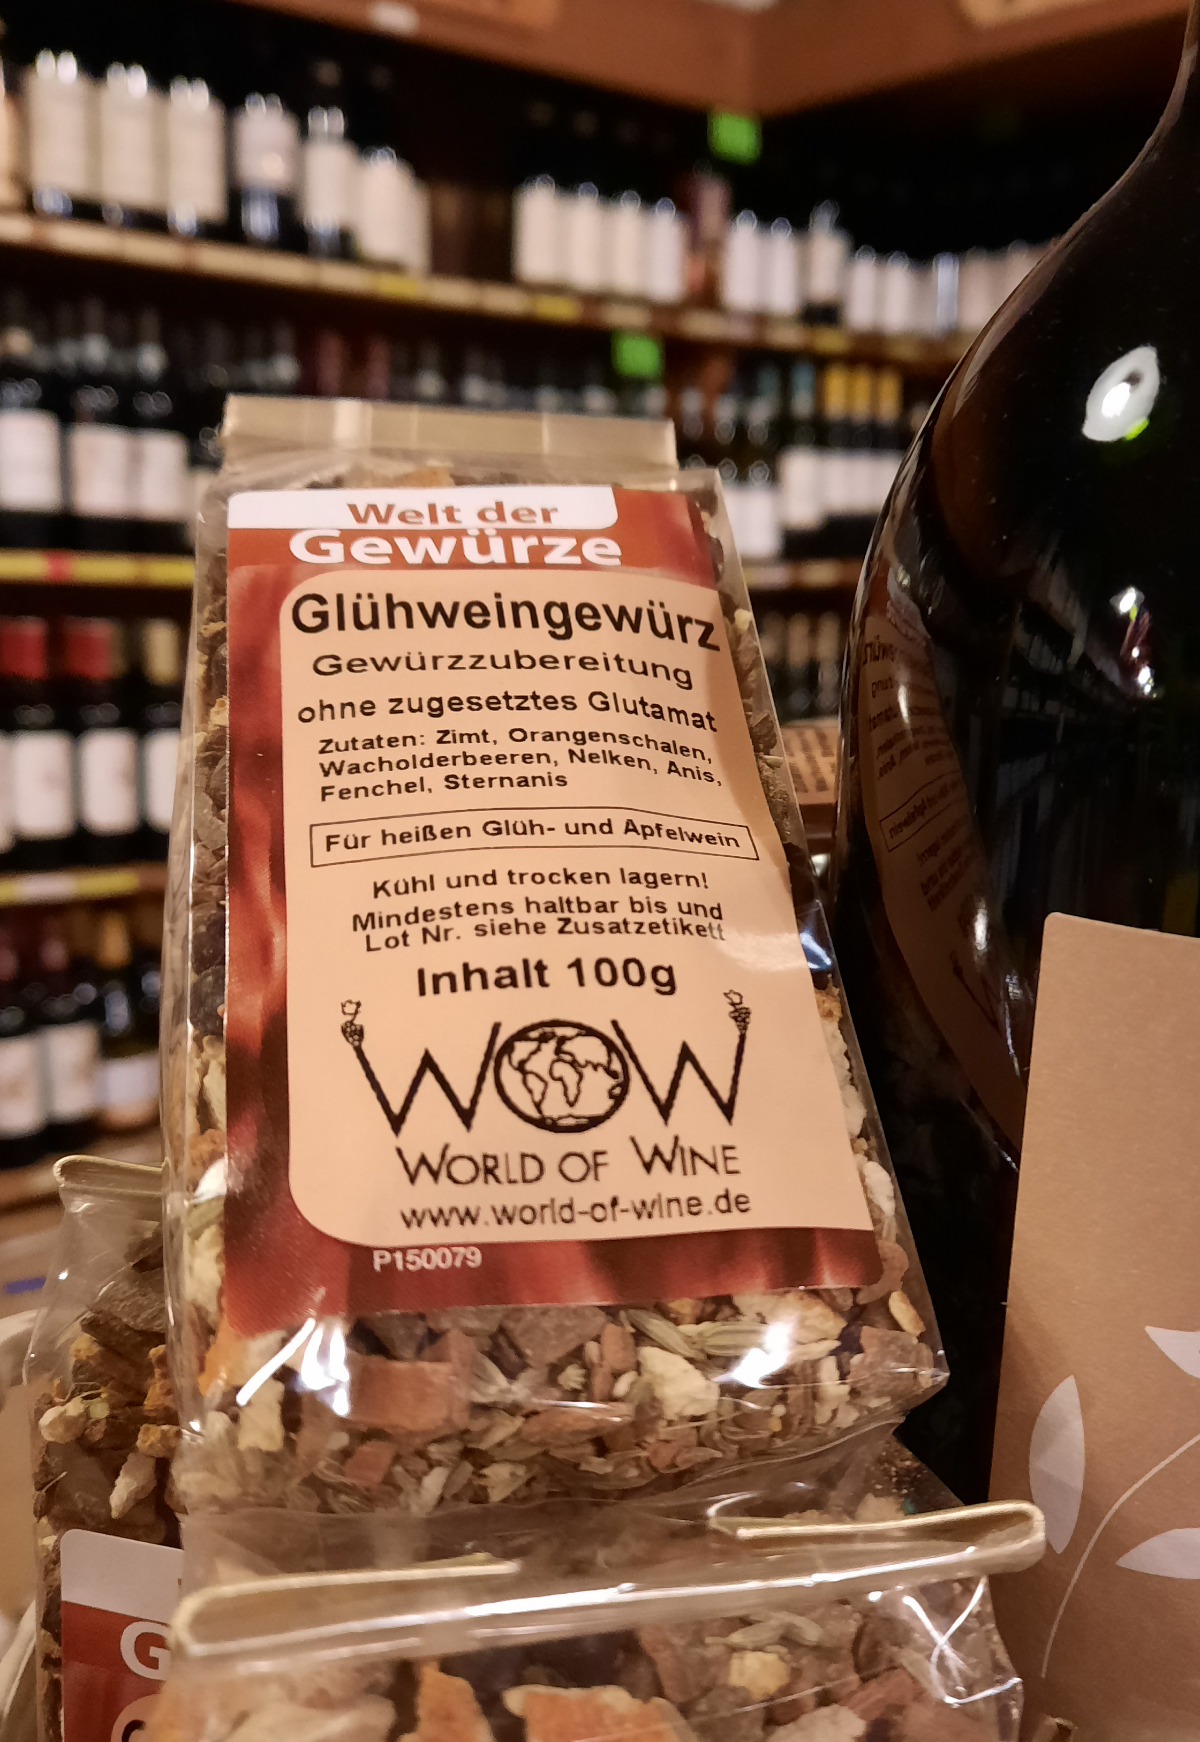 Welt der
Gewürze
Glühweingewürz
Gewürzzubereitung
ohne zugesetztes Glutamat
Zutaten: Zimt, Orangenschalen,
Wacholderbeeren, Nelken, Anis,
Fenchel, Sternanis
Für heißen Glüh- und Apfelwein
Kühl und trocken lagern!
Mindestens haltbar bis und
Lot Nr. siehe Zusatzetikett
Inhalt 100g
WOW
WORLD OF WINE
www.world-of-wine.de
P150079
G